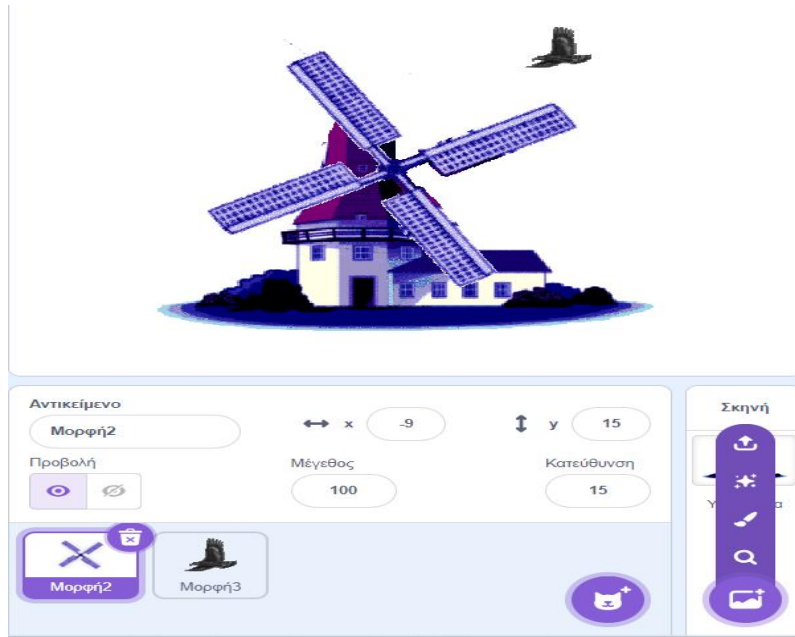 Αντικείμενο
Σκηνή
Μορφή2
x
-9
y
15
Προβολή
Μέγεθος
Κατεύθυνση
100
15
Μορφή2
Μορφή3